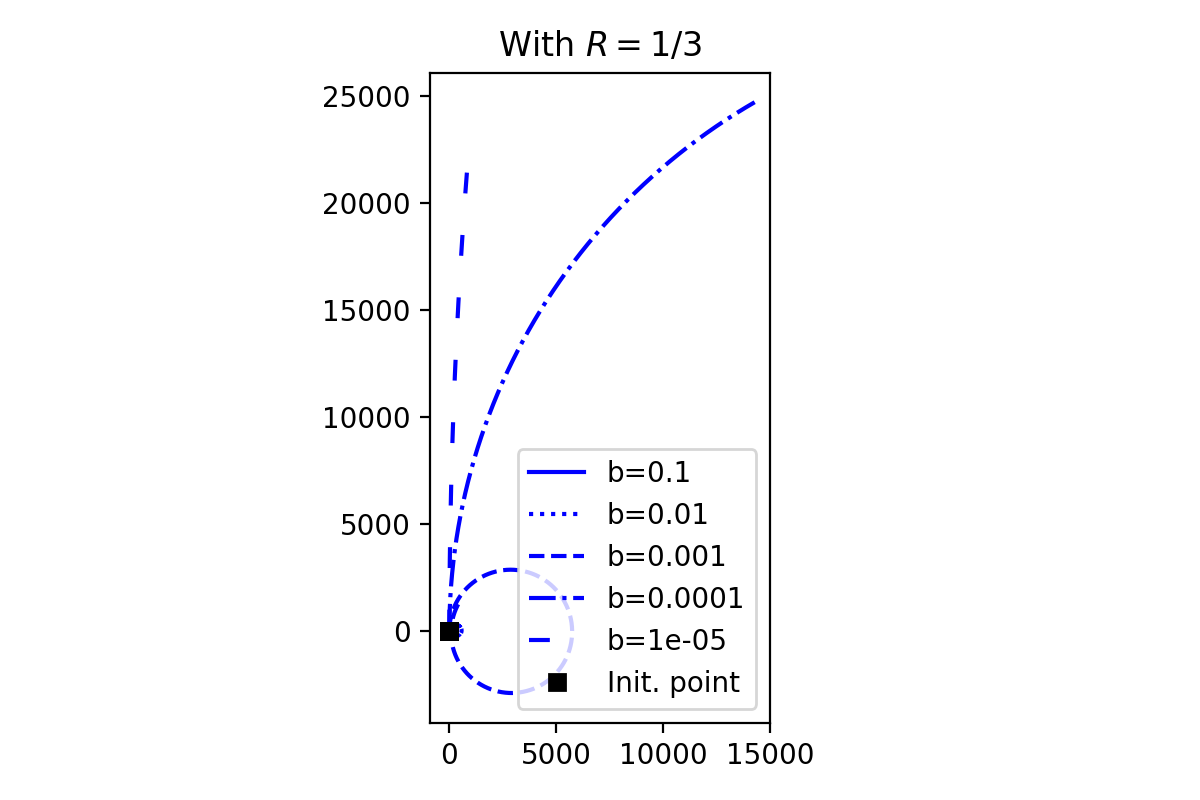 With R = 1/3
25000
20000
15000
10000
5000
0
b=0.1
b=0.01
b=0.001
b=0.0001
b=1e-05
Init. point
0 5000 10000 15000